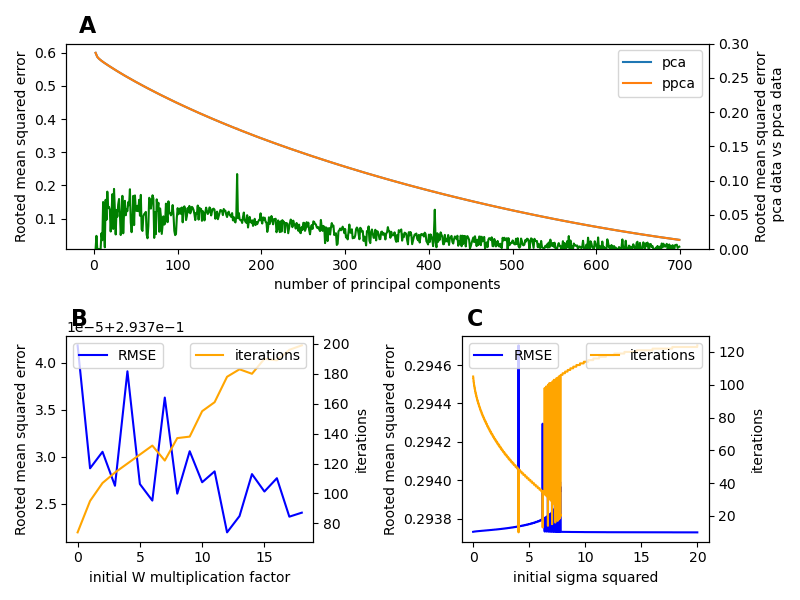 A
Rooted mean squared error
0.6
0.5
0.4
0.3
0.2
0.1
pca
ppca
0.30
0.25
0.20
0.15
0.10
0.05
0.00
Rooted mean squared error
pca data vs ppca data
0 100 200 300 400 500 600 700
number of principal components
B
1e−5+2.937e−1
Rooted mean squared error
4.0
3.5
3.0
2.5
RMSE
iterations
200
180
160
140
120
100
80
iterations
0 5 10 15
initial W multiplication factor
C
Rooted mean squared error
0.2946
0.2944
0.2942
0.2940
0.2938
RMSE
iterations
120
100
80
60
40
20
iterations
0 5 10 15 20
initial sigma squared